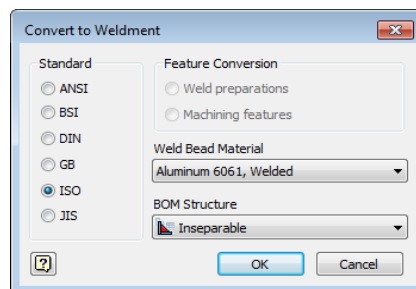 Convert to Weldment
Standard
ANSI
BSI
DIN
GB
ISO
JIS
Feature Conversion
Weld preparations
Machining features
Weld Bead Material
Aluminum 6061, Welded
BOM Structure
Inseparable
?
OK
Cancel